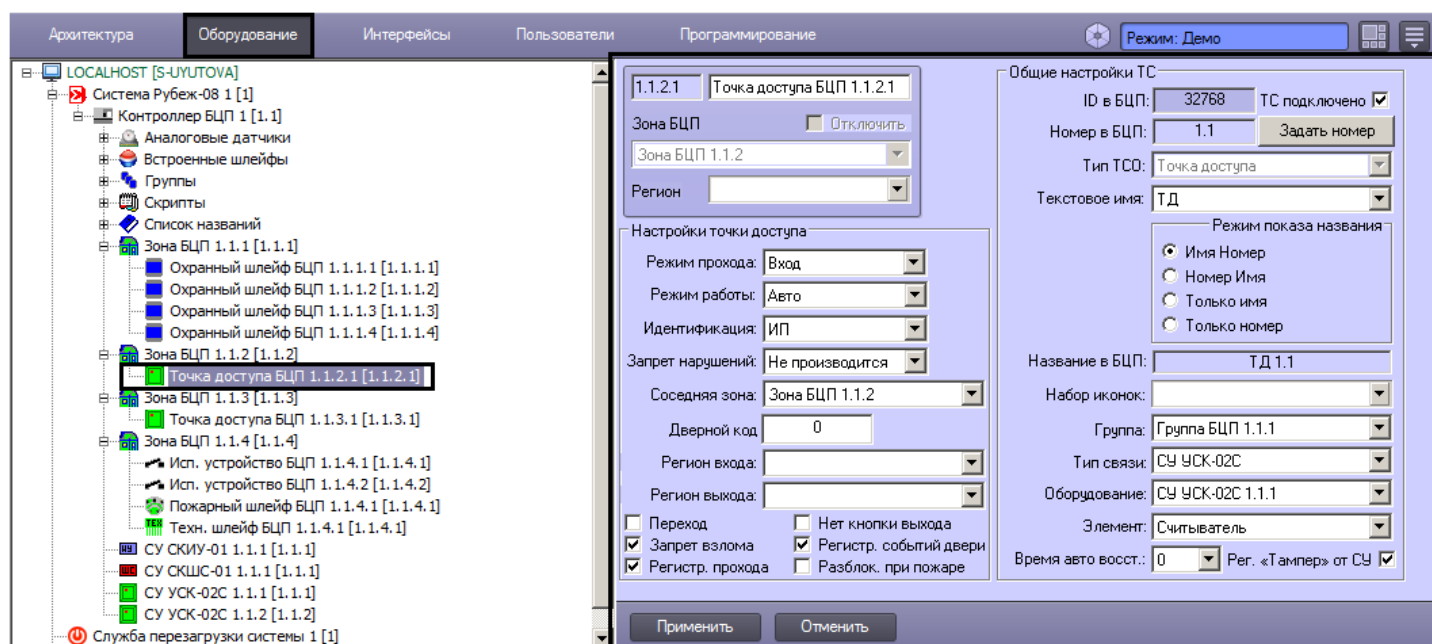 Архитектура Оборудование Интерфейсы Пользователи Программирование Режим: Демо
LOCALHOST [S-UYUTOVA]
Система Рубеж-08 1 [1]
Контроллер БЦП 1 [1.1]
Аналоговые датчики
Встроенные шлейфы
Группы
Скрипты
Список названий
Зона БЦП 1.1.1 [1.1.1]
Охранный шлейф БЦП 1.1.1.1 [1.1.1.1]
Охранный шлейф БЦП 1.1.1.2 [1.1.1.2]
Охранный шлейф БЦП 1.1.1.3 [1.1.1.3]
Охранный шлейф БЦП 1.1.1.4 [1.1.1.4]
Зона БЦП 1.1.2 [1.1.2]
Точка доступа БЦП 1.1.2.1 [1.1.2.1]
Зона БЦП 1.1.3 [1.1.3]
Точка доступа БЦП 1.1.3.1 [1.1.3.1]
Зона БЦП 1.1.4 [1.1.4]
Исп. устройство БЦП 1.1.4.1 [1.1.4.1]
Исп. устройство БЦП 1.1.4.2 [1.1.4.2]
Пожарный шлейф БЦП 1.1.4.1 [1.1.4.1]
ТЕХ Техн. шлейф БЦП 1.1.4.1 [1.1.4.1]
ИУ СУ СКИУ-01 1.1.1 [1.1.1]
ШС СУ СКШС-01 1.1.1 [1.1.1]
СУ УСК-02С 1.1.1 [1.1.1]
СУ УСК-02С 1.1.2 [1.1.2]
Служба перезагрузки системы 1 [1]
1.1.2.1 Точка доступа БЦП 1.1.2.1
Зона БЦП Отключить
Зона БЦП 1.1.2
Регион
Настройки точки доступа
Режим прохода: Вход
Режим работы: Авто
Идентификация: ИП
Запрет нарушений: Не производится
Соседняя зона: Зона БЦП 1.1.2
Дверной код 0
Регион входа:
Регион выхода:
Переход Нет кнопки выхода
Запрет взлома Регистр. событий двери
Регистр. прохода Разблок. при пожаре
Общие настройки ТС
ID в БЦП: 32768 ТС подключено
Номер в БЦП: 1.1 Задать номер
Тип ТСО: Точка доступа
Текстовое имя: ТД
Режим показа названия
Имя Номер
Номер Имя
Только имя
Только номер
Название в БЦП: ТД 1.1
Набор иконок:
Группа: Группа БЦП 1.1.1
Тип связи: СУ УСК-02С
Оборудование: СУ УСК-02С 1.1.1
Элемент: Считыватель
Время авто восст.: 0 Рег. «Тампер» от СУ
Применить Отменить